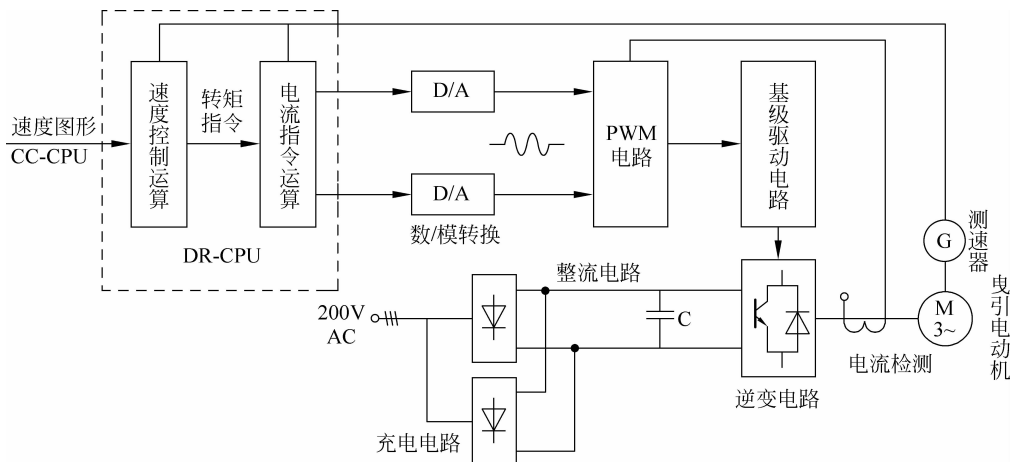 速度图形
CC-CPU
速度控制运算
转矩
指令
电流指令运算
DR-CPU
D/A
D/A
数/模转换
PWM
电路
基级驱动电路
测速器
G
M
3~
曳引电动机
200V
AC
整流电路
C
充电电路
逆变电路
电流检测